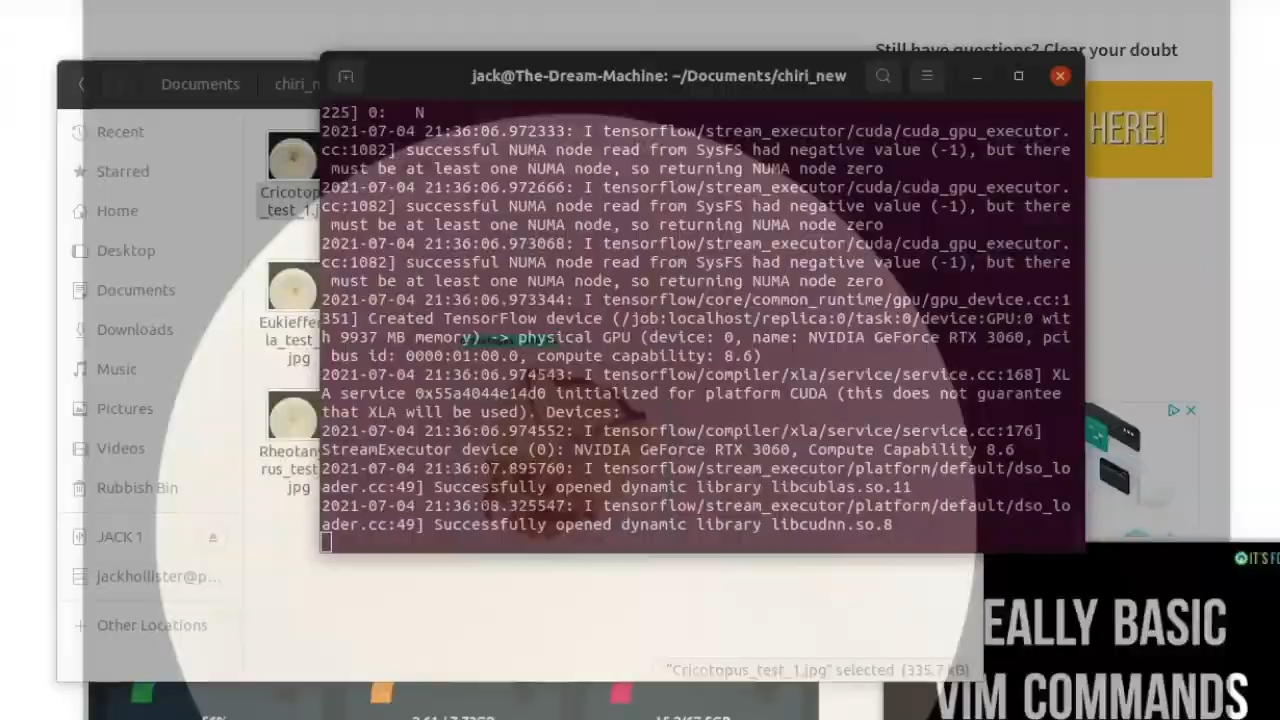 Still have questions? Clear your doubt
HERE!
jack@The-Dream-Machine: ~/Documents/chiri_new
Documents
chiri_n
Recent
Starred
Home
Desktop
Documents
Downloads
Music
Pictures
Videos
Rubbish Bin
JACK 1
jackhollister@p...
Other Locations
Cricotop
_test_1.j
Eukieffer
la_test_
jpg
Rheotany
rus_test
jpg
225] 0:   N
2021-07-04 21:36:06.972333: I tensorflow/stream_executor/cuda/cuda_gpu_executor.
cc:1082] successful NUMA node read from SysFS had negative value (-1), but there
must be at least one NUMA node, so returning NUMA node zero
2021-07-04 21:36:06.972666: I tensorflow/stream_executor/cuda/cuda_gpu_executor.
cc:1082] successful NUMA node read from SysFS had negative value (-1), but there
must be at least one NUMA node, so returning NUMA node zero
2021-07-04 21:36:06.973068: I tensorflow/stream_executor/cuda/cuda_gpu_executor.
cc:1082] successful NUMA node read from SysFS had negative value (-1), but there
must be at least one NUMA node, so returning NUMA node zero
2021-07-04 21:36:06.973344: I tensorflow/core/common_runtime/gpu/gpu_device.cc:1
351] Created TensorFlow device (/job:localhost/replica:0/task:0/device:GPU:0 wit
h 9937 MB memory) -> physical GPU (device: 0, name: NVIDIA GeForce RTX 3060, pci
bus id: 0000:01:00.0, compute capability: 8.6)
2021-07-04 21:36:06.974543: I tensorflow/compiler/xla/service/service.cc:168] XL
A service 0x55a4044e14d0 initialized for platform CUDA (this does not guarantee
that XLA will be used). Devices:
2021-07-04 21:36:06.974552: I tensorflow/compiler/xla/service/service.cc:176]
StreamExecutor device (0): NVIDIA GeForce RTX 3060, Compute Capability 8.6
2021-07-04 21:36:07.895760: I tensorflow/stream_executor/platform/default/dso_lo
ader.cc:49] Successfully opened dynamic library libcublas.so.11
2021-07-04 21:36:08.325547: I tensorflow/stream_executor/platform/default/dso_lo
ader.cc:49] Successfully opened dynamic library libcudnn.so.8
"Cricotopus_test_1.jpg" selected (335.7 kB)
IT'S FO
EALLY BASIC
VIM COMMANDS